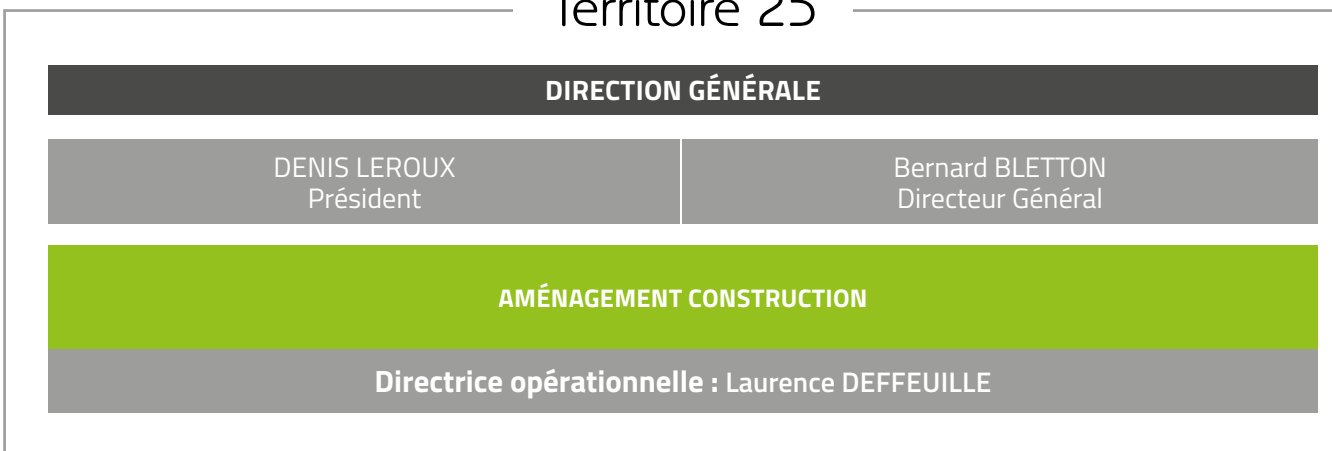 Territoire 25
DIRECTION GÉNÉRALE
DENIS LEROUX
Président
Bernard BLETTON
Directeur Général
AMÉNAGEMENT CONSTRUCTION
Directrice opérationnelle : Laurence DEFFEUILLE